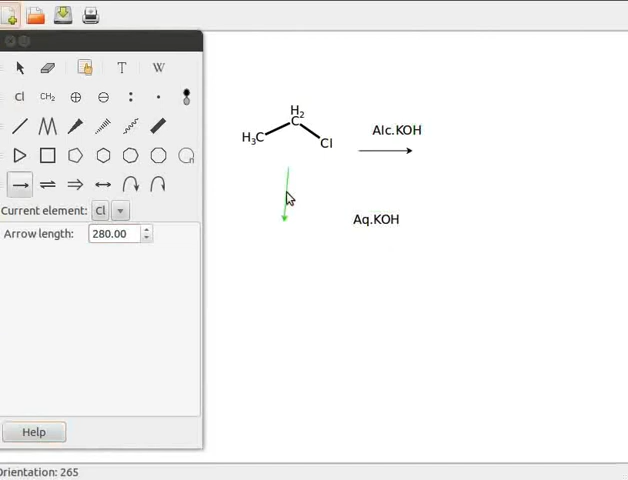 T
W
Cl
CH2
n
Current element: Cl
Arrow length: 280.00
Help
Orientation: 265
H2
H3C C
Cl
Alc.KOH
Aq.KOH